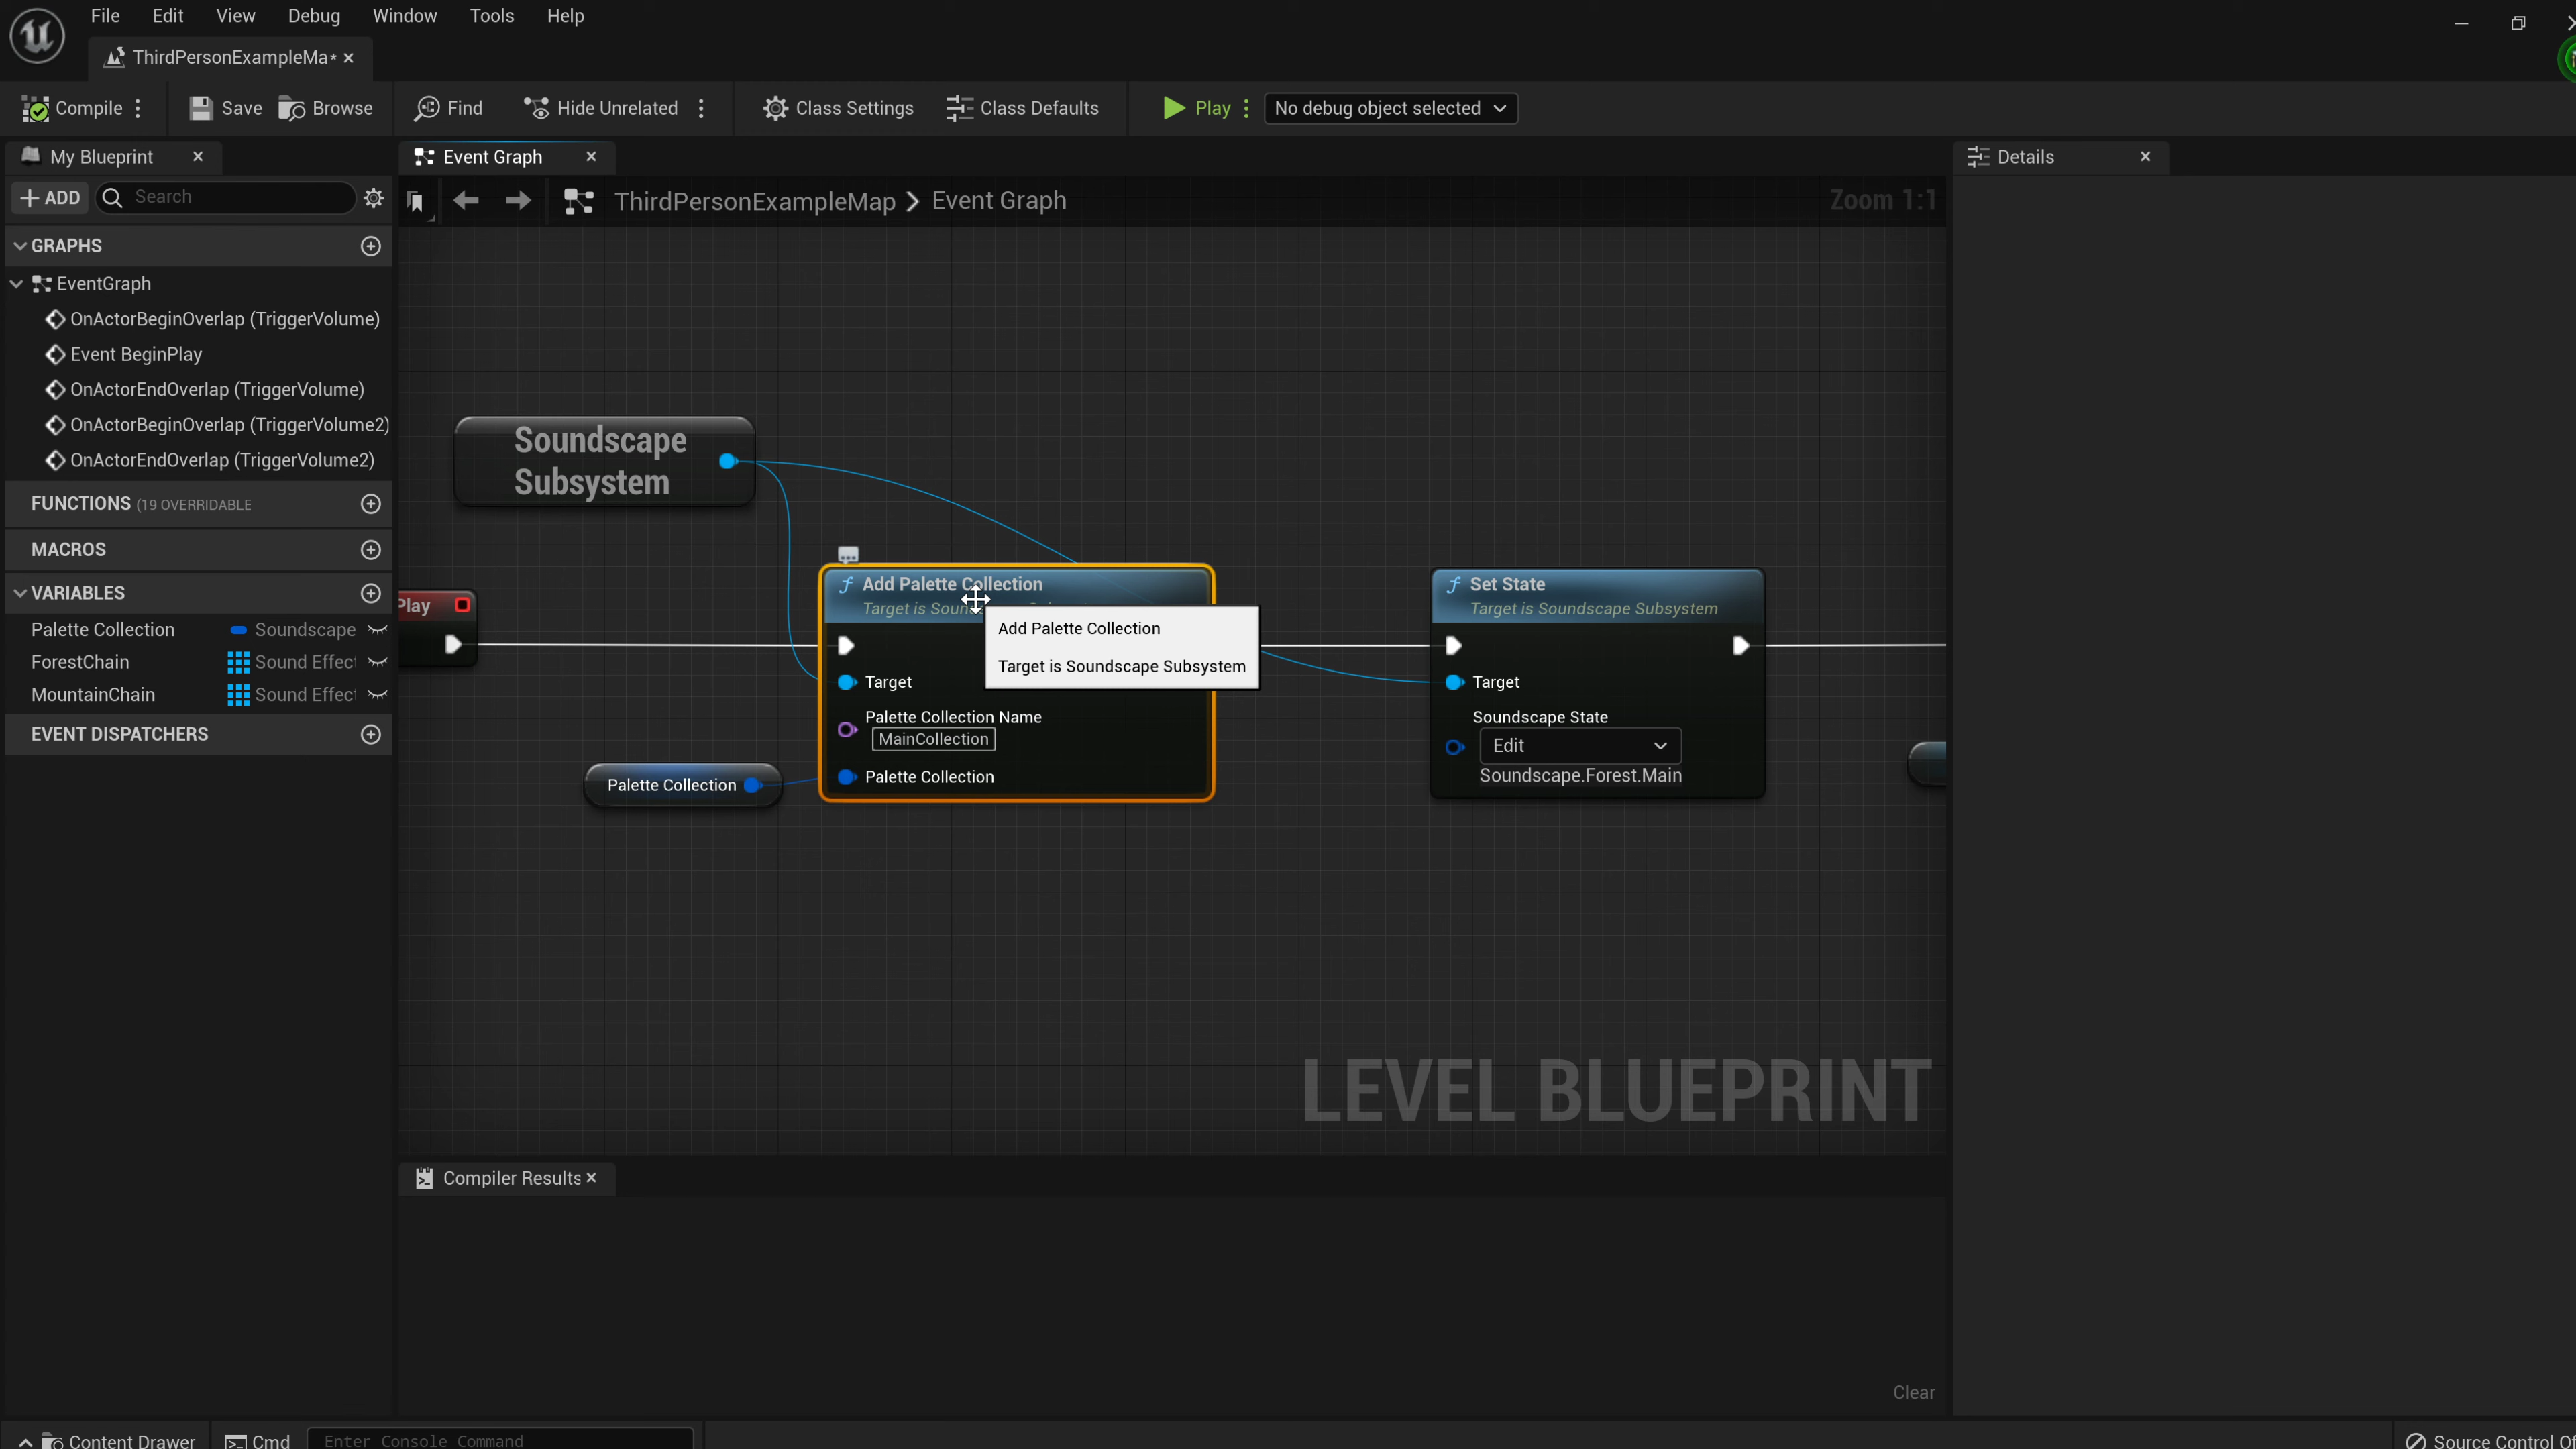 File Edit View Debug Window Tools Help
ThirdPersonExampleMa*
Compile Save Browse Find Hide Unrelated Class Settings Class Defaults Play No debug object selected
My Blueprint Event Graph Details
ADD Search ThirdPersonExampleMap > Event Graph Zoom 1:1
GRAPHS
EventGraph
OnActorBeginOverlap (TriggerVolume)
Event BeginPlay
OnActorEndOverlap (TriggerVolume)
OnActorBeginOverlap (TriggerVolume2)
OnActorEndOverlap (TriggerVolume2)
FUNCTIONS (19 OVERRIDABLE
MACROS
VARIABLES
Palette Collection Soundscape
ForestChain Sound Effect
MountainChain Sound Effect
EVENT DISPATCHERS
Soundscape
Subsystem
Play
Palette Collection
Add Palette Collection
Target is
Target
Palette Collection Name
MainCollection
Palette Collection
Add Palette Collection
Target is Soundscape Subsystem
Set State
Target is Soundscape Subsystem
Target
Soundscape State
Edit
Soundscape.Forest.Main
LEVEL BLUEPRINT
Compiler Results
Clear
Content Drawer Cmd Enter Console Command Source Control